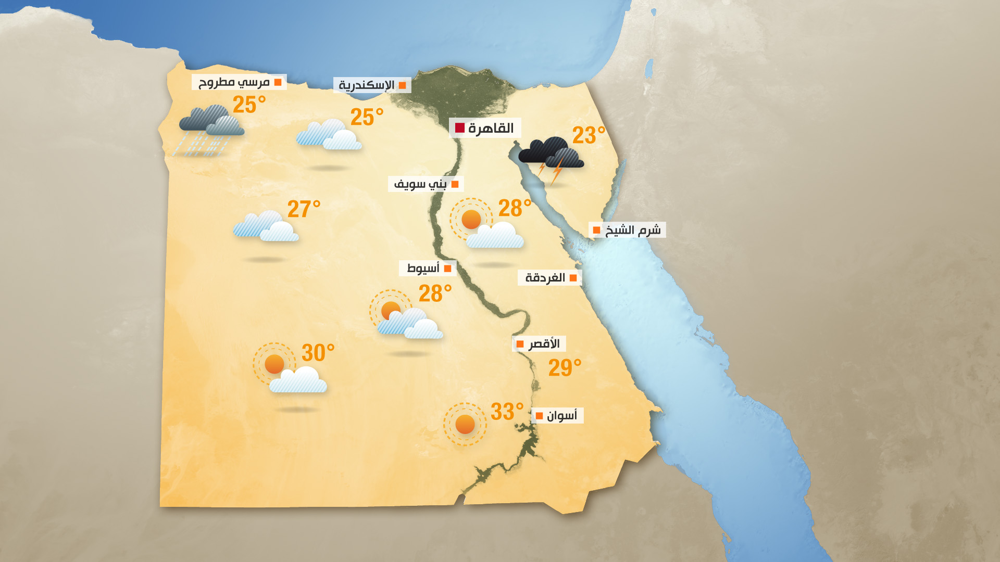 مرسي مطروح
الإسكندرية
25°
25°
القاهرة
23°
بني سويف
27°
28°
شرم الشيخ
أسيوط
الغردقة
28°
الأقصر
30°
29°
33°
أسوان